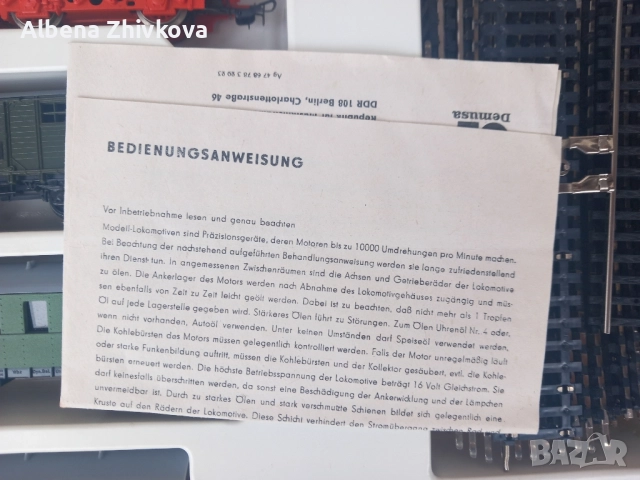 Albena Zhivkova
Ag 47 68 70 3 99 93
DDR 108 Berlin, Charlottenstraße 46
Demusa
BEDIENUNGSANWEISUNG
Vor Inbetriebnahme lesen und genau beachten
Modell-Lokomotiven sind Präzisionsgeräte, deren Motoren bis zu 10000 Umdrehungen pro Minute machen.
Bei Beachtung der nachstehend aufgeführten Behandlungsanweisung werden sie lange zufriedenstellend
ihren Dienst tun. In angemessenen Zwischenräumen sind die Achsen und Getrieberäder der Lokomotive
zu ölen. Die Ankerlager des Motors werden nach Abnahme des Lokomotivgehäuses zugängig und müs-
sen ebenfalls von Zeit zu Zeit leicht geölt werden. Dabei ist zu beachten, daß nicht mehr als 1 Tropfen
Öl auf jede Lagerstelle gegeben wird. Stärkeres Ölen führt zu Störungen. Zum Ölen Uhrenöl Nr. 4 oder,
wenn nicht vorhanden, Autoöl verwenden. Unter keinen Umständen darf Speiseöl verwendet werden.
Die Kohlebürsten des Motors müssen gelegentlich kontrolliert werden. Falls der Motor unregelmäßig läuft
oder starke Funkenbildung auftritt, müssen die Kohlebürsten und der Kollektor gesäubert, evtl. die Kohle-
bürsten erneuert werden. Die höchste Betriebsspannung der Lokomotive beträgt 16 Volt Gleichstrom. Sie
darf keinesfalls überschritten werden, da sonst eine Beschädigung der Ankerwicklung und der Lämpchen
unvermeidbar ist. Durch zu starkes Ölen und stark verschmutzte Schienen bildet sich gelegentlich eine
Kruste auf den Rädern der Lokomotive. Diese Schicht verhindert den Stromübergang zwischen Rad und
BAZAR